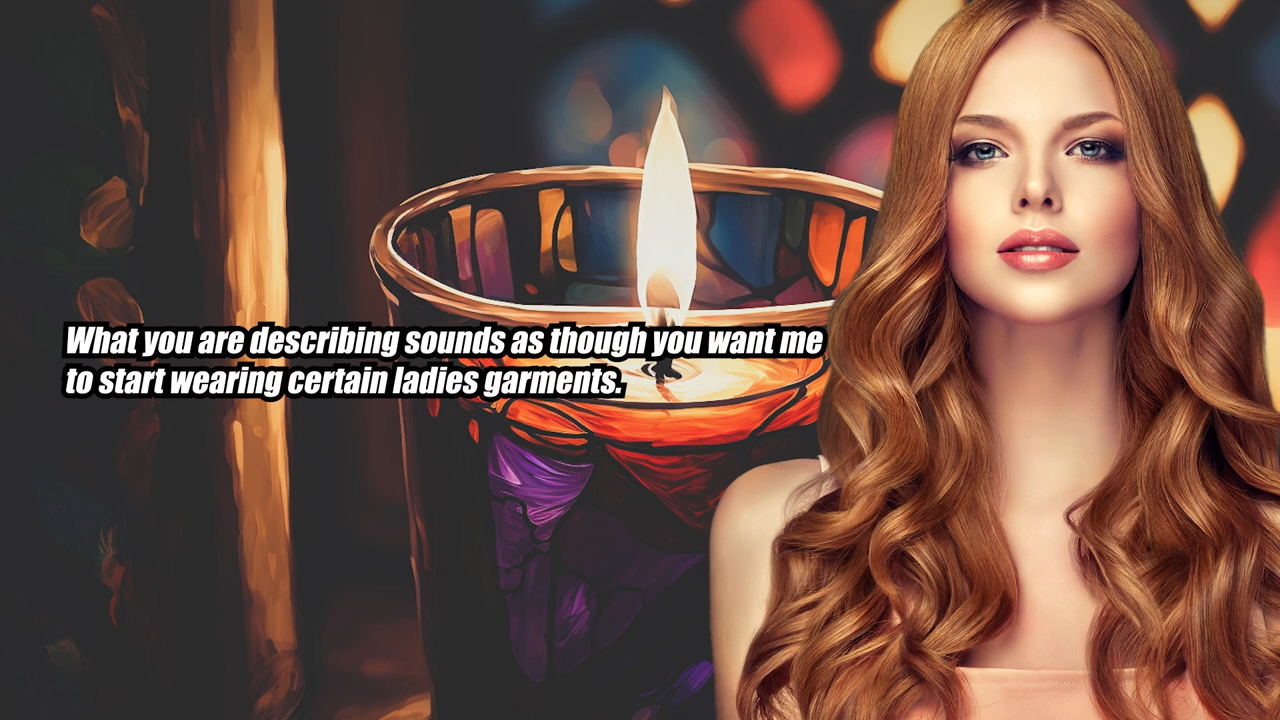 What you are describing sounds as though you want me
to start wearing certain ladies garments.